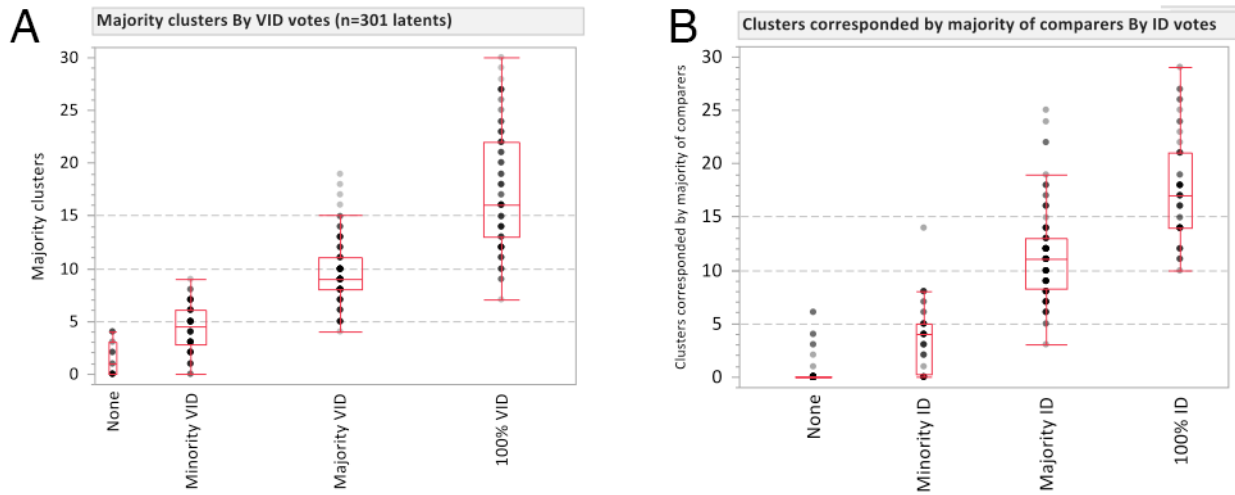 A
Majority clusters By VID votes (n=301 latents)
Majority clusters
30
25
20
15
10
5
0
None
Minority VID
Majority VID
100% VID
B
Clusters corresponded by majority of comparers By ID votes
Clusters corresponded by majority of comparers
30
25
20
15
10
5
0
None
Minority ID
Majority ID
100% ID